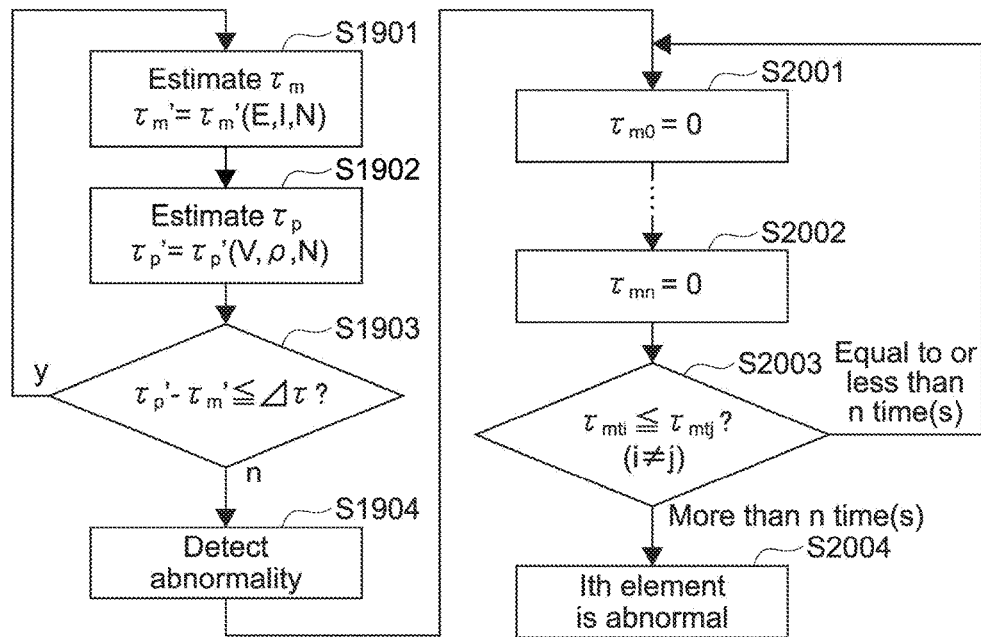 S1901
Estimate τm
τm'= τm'(E,I,N)
S1902
Estimate τp
τp'= τp'(V, ρ,N)
S1903
y
τp'- τm' ≦ ⊿τ ?
n
S1904
Detect
abnormality
S2001
τm0 = 0
S2002
τmn = 0
S2003
Equal to or
less than
n time(s)
τmti ≦ τmtj ?
(i≠j)
More than n time(s)
S2004
Ith element
is abnormal